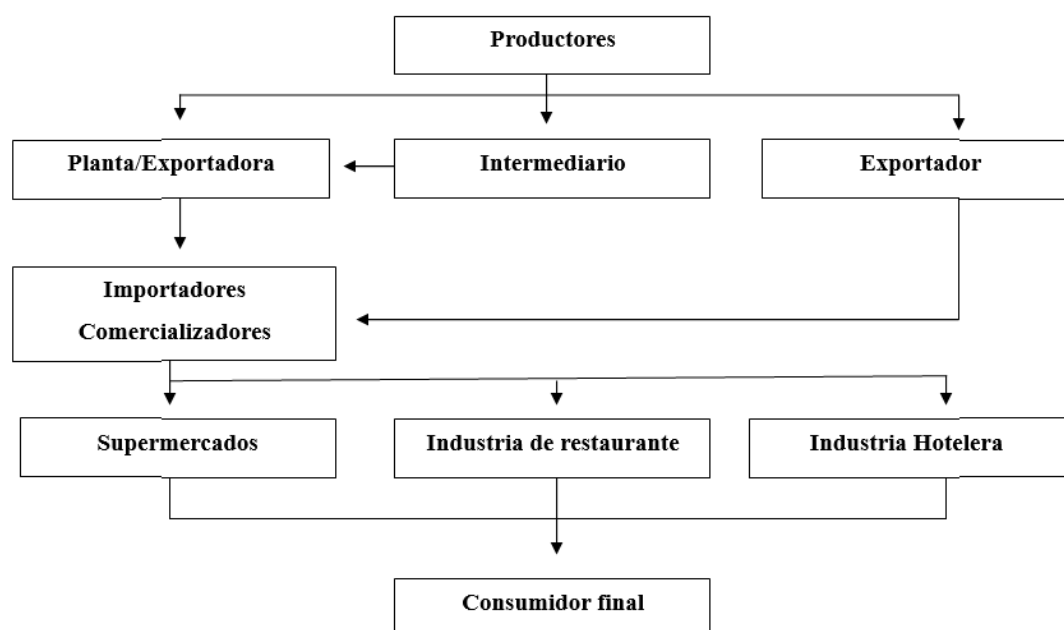 Productores
Planta/Exportadora
Intermediario
Exportador
Importadores
Comercializadores
Supermercados
Industria de restaurante
Industria Hotelera
Consumidor final